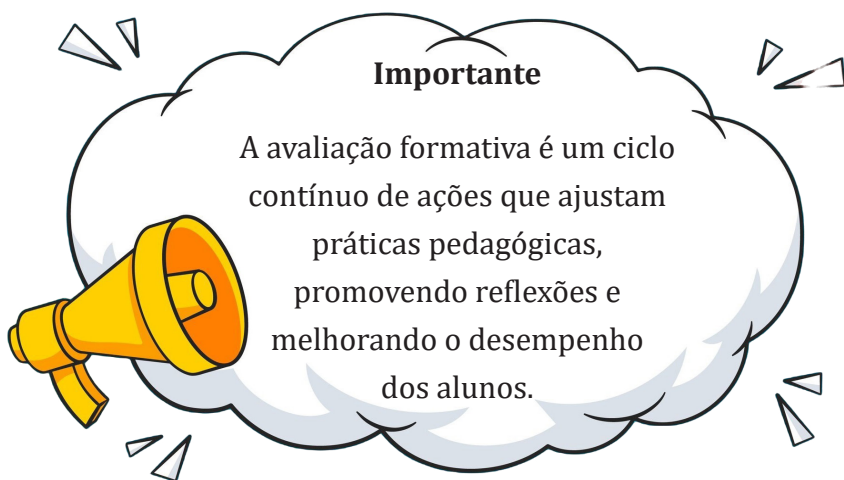 Importante
A avaliação formativa é um ciclo
contínuo de ações que ajustam
práticas pedagógicas,
promovendo reflexões e
melhorando o desempenho
dos alunos.